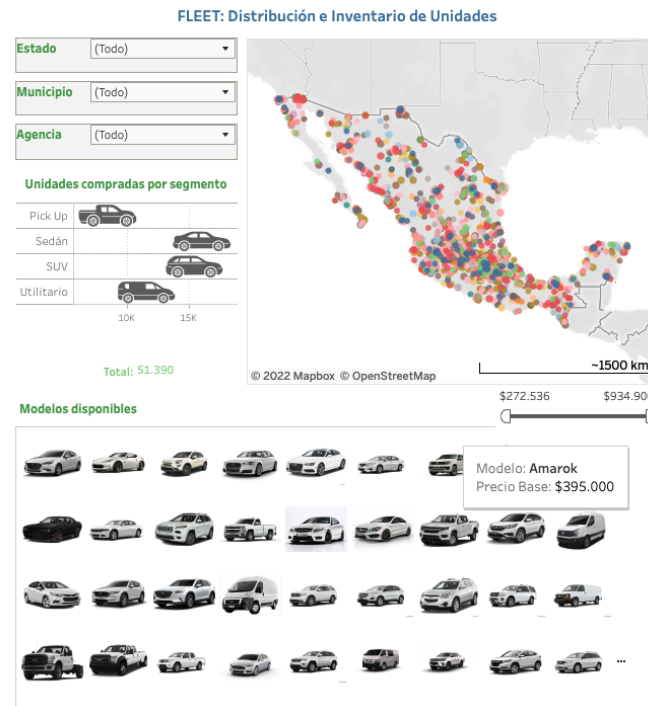 FLEET: Distribución e Inventario de Unidades
Estado (Todo)
Municipio (Todo)
Agencia (Todo)
Unidades compradas por segmento
Pick Up
Sedán
SUV
Utilitario
10K 15K
Total: 51.390
© 2022 Mapbox © OpenStreetMap
~1500 km
$272.536 $934.90
Modelos disponibles
Modelo: Amarok
Precio Base: $395.000
...